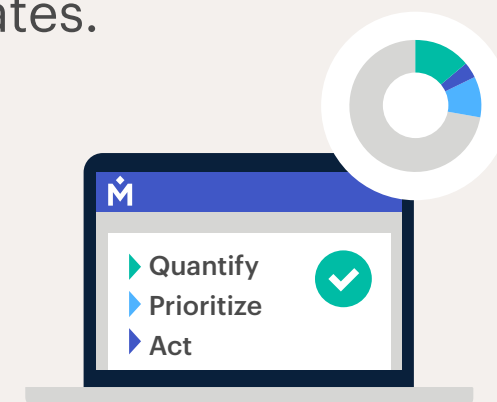 ates.
Ṁ
Quantify
Prioritize
Act